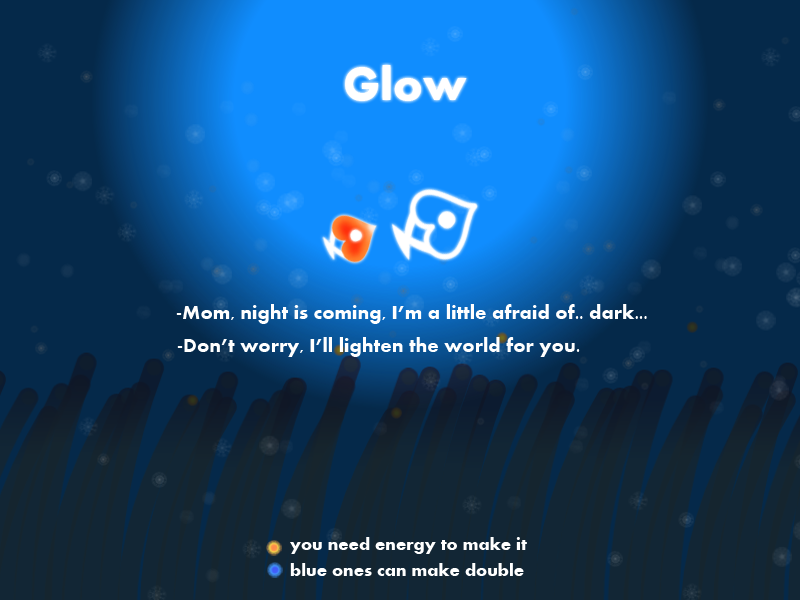 Glow
-Mom, night is coming, I'm a little afraid of.. dark...
-Don't worry, I'll lighten the world for you.
you need energy to make it
blue ones can make double